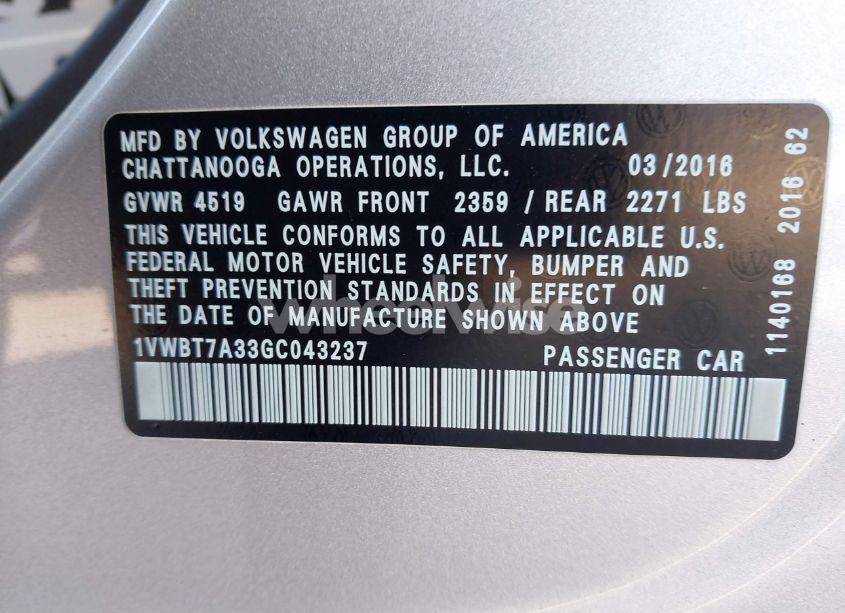 MFD BY VOLKSWAGEN GROUP OF AMERICA
CHATTANOOGA OPERATIONS, LLC. 03/2016
GVWR 4519 GAWR FRONT 2359 / REAR 2271 LBS
THIS VEHICLE CONFORMS TO ALL APPLICABLE U.S.
FEDERAL MOTOR VEHICLE SAFETY, BUMPER AND
THEFT PREVENTION STANDARDS IN EFFECT ON
THE DATE OF MANUFACTURE SHOWN ABOVE
1VWBT7A33GC043237 PASSENGER CAR
1140168 2016 62
wheelwise